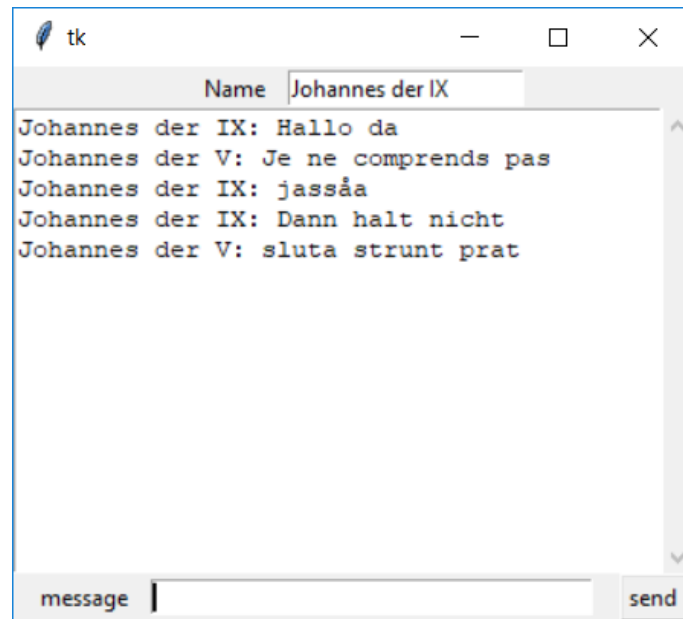 tk
Name Johannes der IX
Johannes der IX: Hallo da
Johannes der V: Je ne comprends pas
Johannes der IX: jassåa
Johannes der IX: Dann halt nicht
Johannes der V: sluta strunt prat
message send